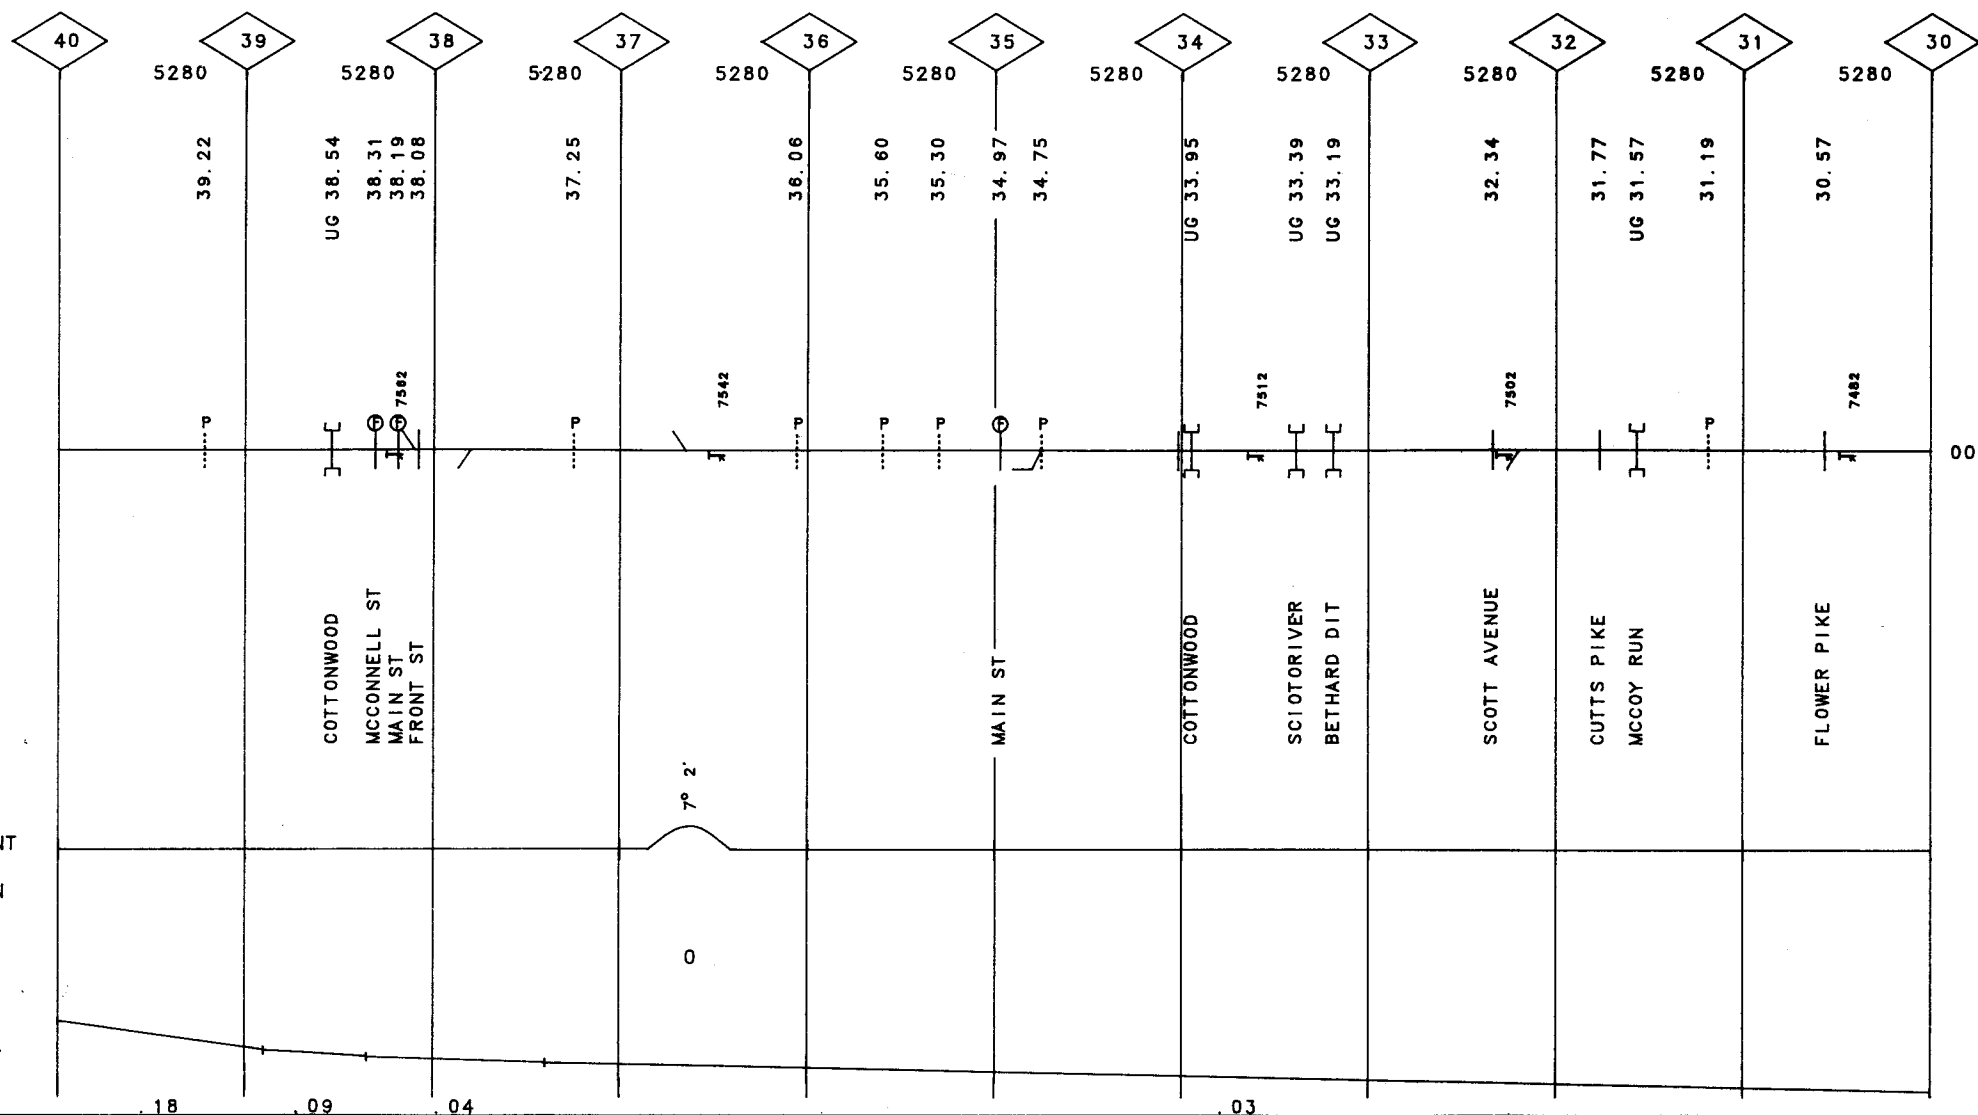 40 39 38 37 36 35 34 33 32 31 30
5280 5280 5280 5280 5280 5280 5280 5280 5280 5280
39.22
UG 38.54
38.31
38.19
38.08
37.25
36.06
35.60
35.30
34.97
34.75
UG 33.95
UG 33.39
UG 33.19
32.34
31.77
UG 31.57
31.19
30.57
7582 7542 7512 7502 7482
P F F P P P P F P P
00
COTTONWOOD
MCCONNELL ST
MAIN ST
FRONT ST
MAIN ST
COTTONWOOD
SCIOTORIVER
BETHARD DIT
SCOTT AVENUE
CUTTS PIKE
MCCOY RUN
FLOWER PIKE
7° 2'
NT
N
0
.18 .09 .04 .03